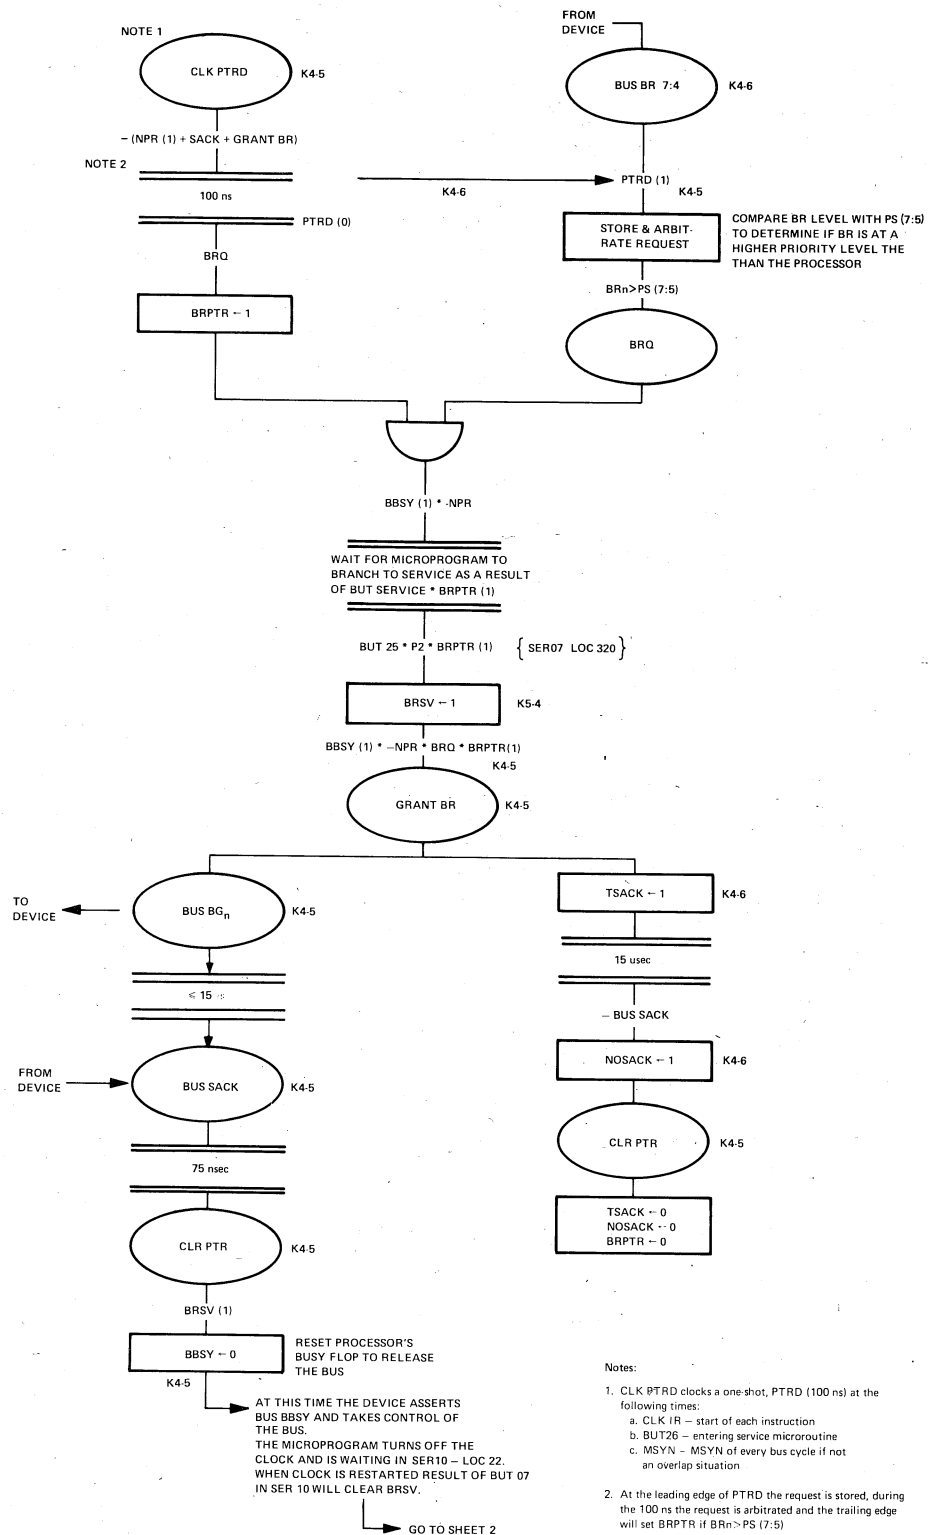 NOTE 1
CLK PTRD
K4-5
– (NPR (1) + SACK + GRANT BR)
NOTE 2
100 ns
PTRD (0)
BRQ
BRPTR ← 1
FROM
DEVICE
BUS BR 7:4
K4-6
K4-6
PTRD (1)
K4-5
STORE & ARBIT-
RATE REQUEST
COMPARE BR LEVEL WITH PS (7:5)
TO DETERMINE IF BR IS AT A
HIGHER PRIORITY LEVEL THE
THAN THE PROCESSOR
BRn>PS (7:5)
BRQ
BBSY (1) * -NPR
WAIT FOR MICROPROGRAM TO
BRANCH TO SERVICE AS A RESULT
OF BUT SERVICE * BRPTR (1)
BUT 25 * P2 * BRPTR (1)
{ SER07 LOC 320 }
BRSV ← 1
K5-4
BBSY (1) * –NPR * BRQ * BRPTR(1)
K4-5
GRANT BR
K4-5
TO
DEVICE
BUS BGn
K4-5
≤ 15
FROM
DEVICE
BUS SACK
K4-5
75 nsec
CLR PTR
K4-5
BRSV (1)
BBSY ← 0
K4-5
RESET PROCESSOR'S
BUSY FLOP TO RELEASE
THE BUS
AT THIS TIME THE DEVICE ASSERTS
BUS BBSY AND TAKES CONTROL OF
THE BUS.
THE MICROPROGRAM TURNS OFF THE
CLOCK AND IS WAITING IN SER10 – LOC 22.
WHEN CLOCK IS RESTARTED RESULT OF BUT 07
IN SER 10 WILL CLEAR BRSV.
GO TO SHEET 2
TSACK ← 1
K4-6
15 usec
– BUS SACK
NOSACK ← 1
K4-6
CLR PTR
K4-5
TSACK ← 0
NOSACK ← 0
BRPTR ← 0
Notes:
1. CLK PTRD clocks a one-shot, PTRD (100 ns) at the
following times:
a. CLK IR – start of each instruction
b. BUT26 – entering service microroutine
c. MSYN – MSYN of every bus cycle if not
an overlap situation
2. At the leading edge of PTRD the request is stored, during
the 100 ns the request is arbitrated and the trailing edge
will set BRPTR if BRn>PS (7:5)